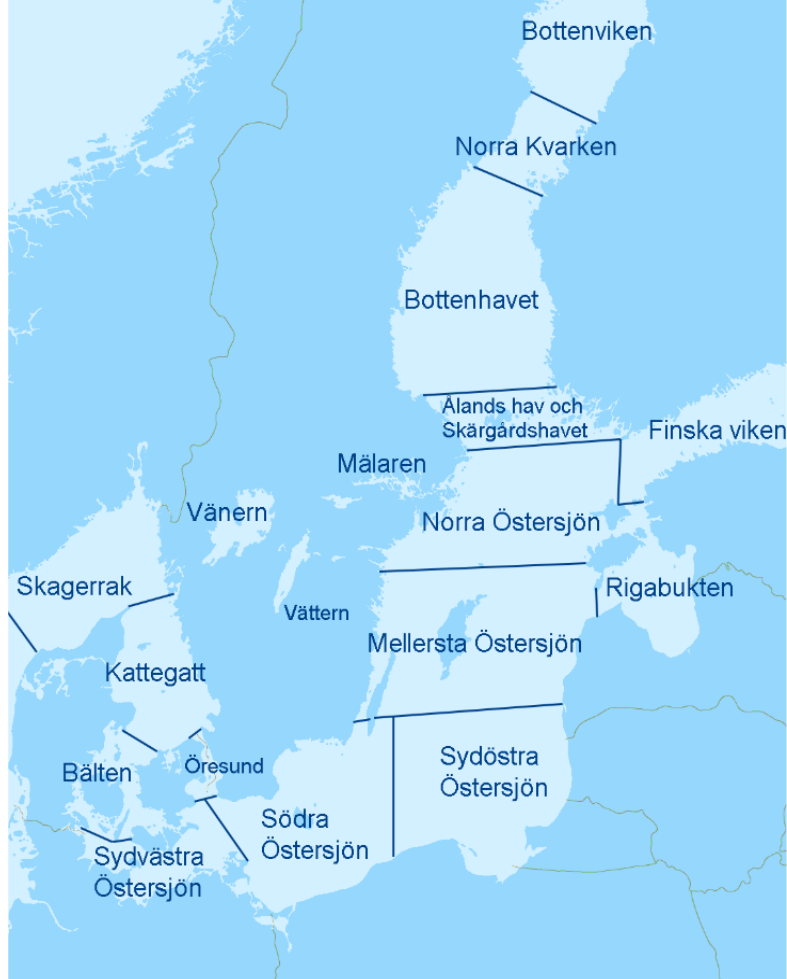 Bottenviken
Norra Kvarken
Bottenhavet
Ålands hav och
Skärgårdshavet
Finska viken
Mälaren
Vänern
Norra Östersjön
Skagerrak
Rigabukten
Vättern
Mellersta Östersjön
Kattegatt
Öresund
Bälten
Sydöstra
Östersjön
Södra
Östersjön
Sydvästra
Östersjön